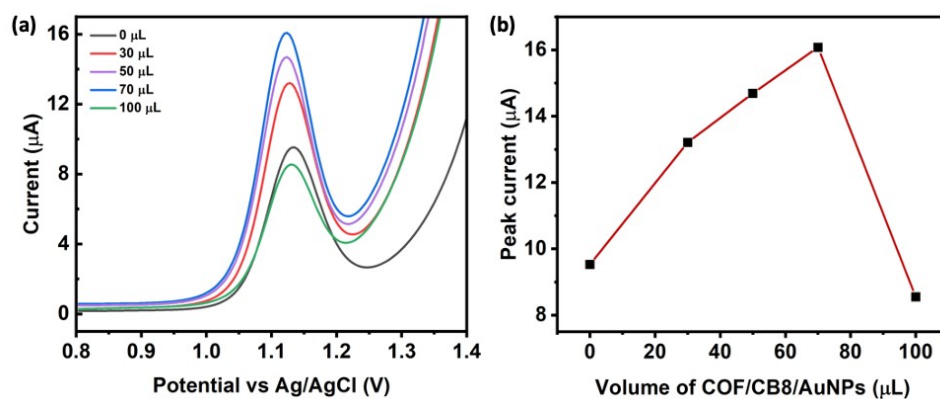 (a)
0 μL
30 μL
50 μL
70 μL
100 μL
16
12
8
4
0
Current (μA)
0.8 0.9 1.0 1.1 1.2 1.3 1.4
Potential vs Ag/AgCl (V)
(b)
16
14
12
10
8
Peak current (μA)
0 20 40 60 80 100
Volume of COF/CB8/AuNPs (μL)